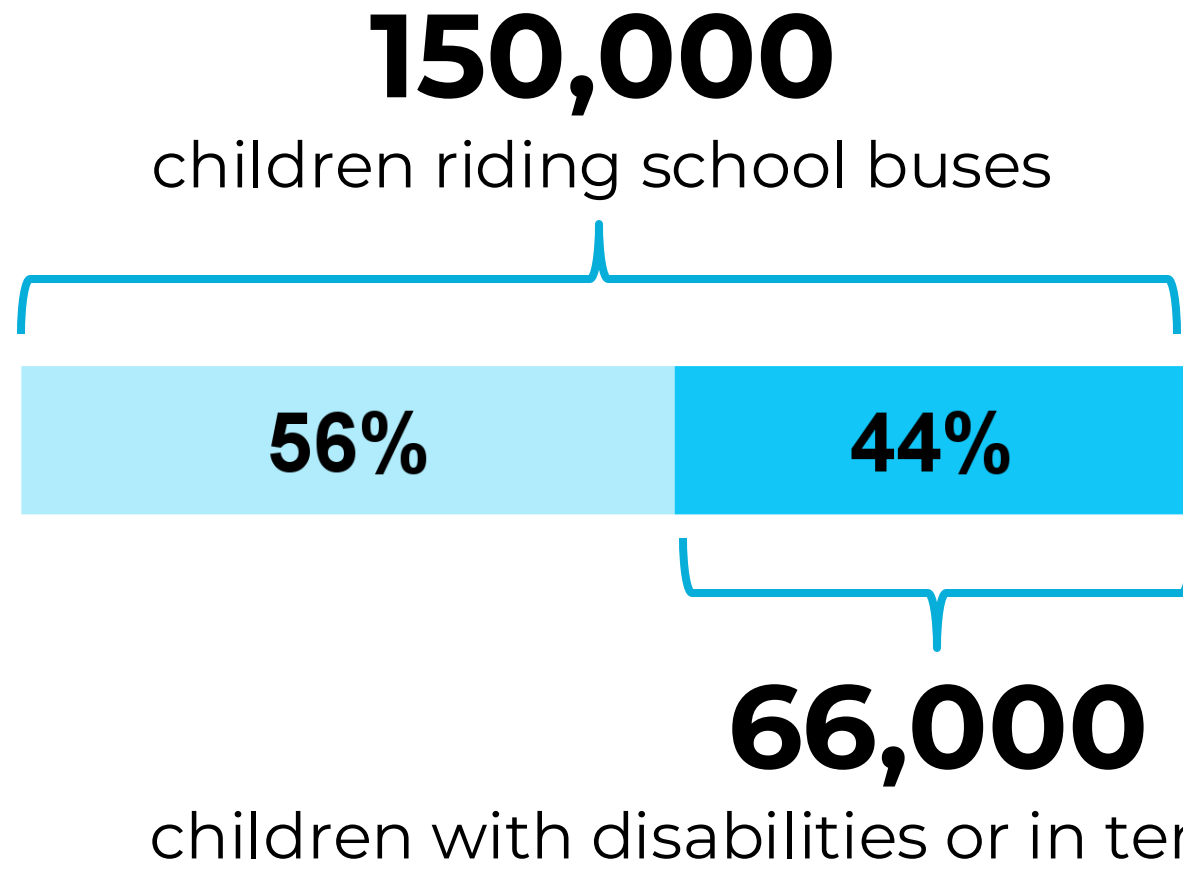 150,000
children riding school buses
56% 44%
66,000
children with disabilities or in